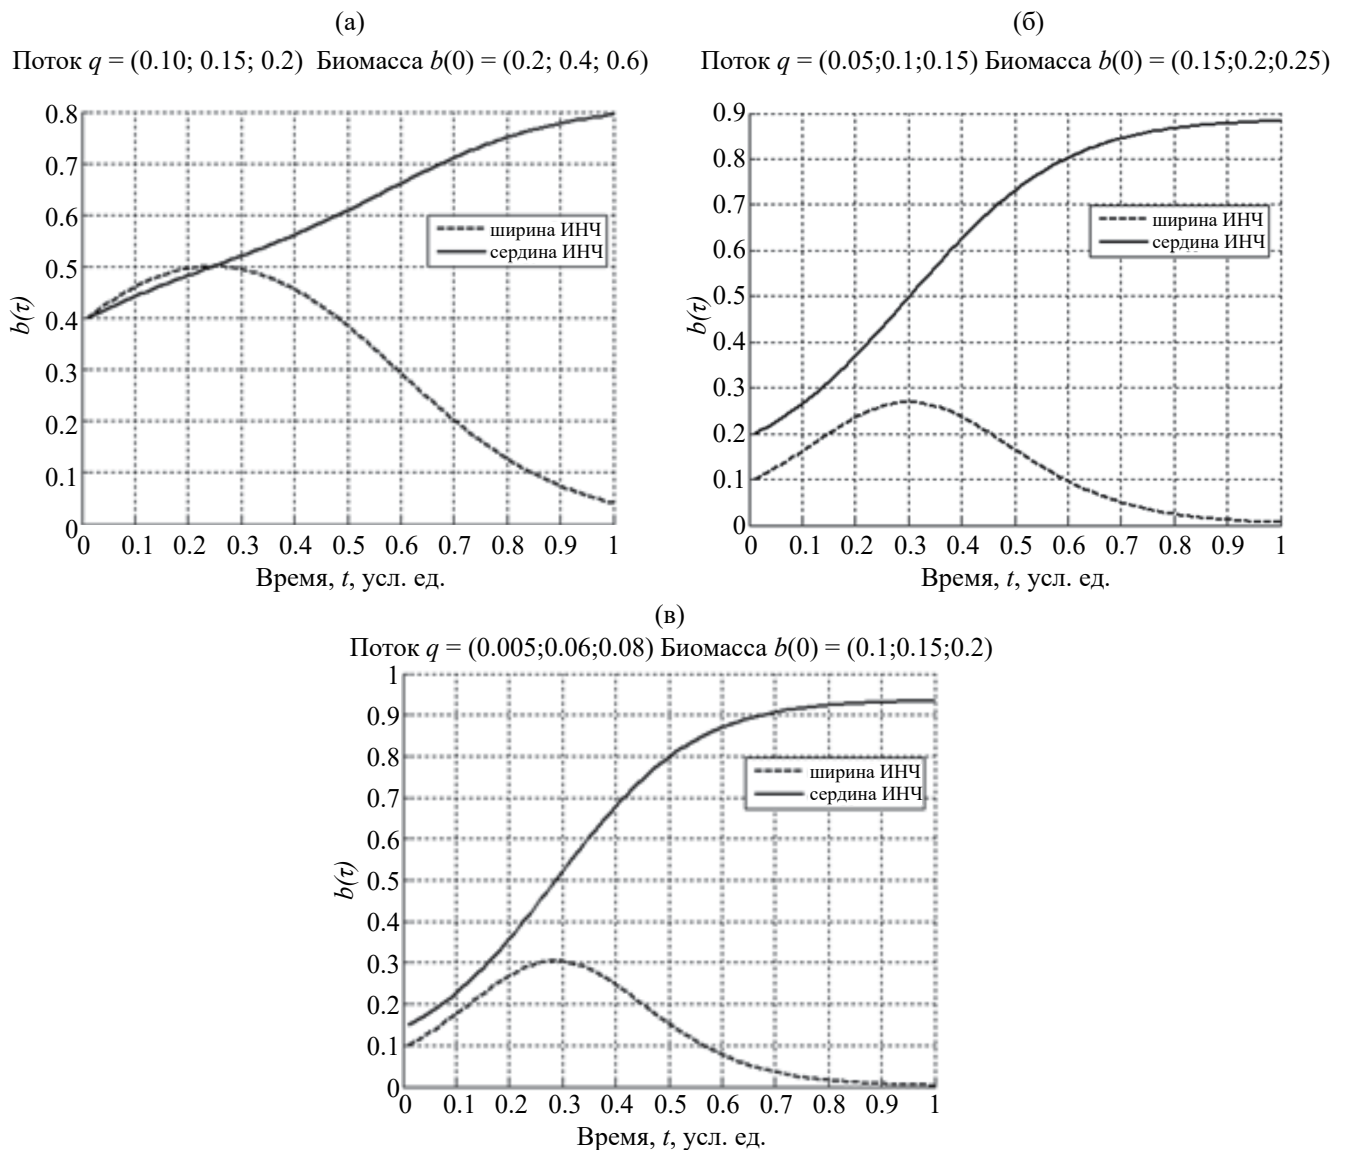 (а)
Поток q = (0.10; 0.15; 0.2) Биомасса b(0) = (0.2; 0.4; 0.6)
0.8
0.7
0.6
0.5
0.4
0.3
0.2
0.1
0
b(τ)
ширина ИНЧ
сердина ИНЧ
0 0.1 0.2 0.3 0.4 0.5 0.6 0.7 0.8 0.9 1
Время, t, усл. ед.
(б)
Поток q = (0.05;0.1;0.15) Биомасса b(0) = (0.15;0.2;0.25)
0.9
0.8
0.7
0.6
0.5
0.4
0.3
0.2
0.1
0
b(τ)
ширина ИНЧ
сердина ИНЧ
0 0.1 0.2 0.3 0.4 0.5 0.6 0.7 0.8 0.9 1
Время, t, усл. ед.
(в)
Поток q = (0.005;0.06;0.08) Биомасса b(0) = (0.1;0.15;0.2)
1
0.9
0.8
0.7
0.6
0.5
0.4
0.3
0.2
0.1
0
b(τ)
ширина ИНЧ
сердина ИНЧ
0 0.1 0.2 0.3 0.4 0.5 0.6 0.7 0.8 0.9 1
Время, t, усл. ед.